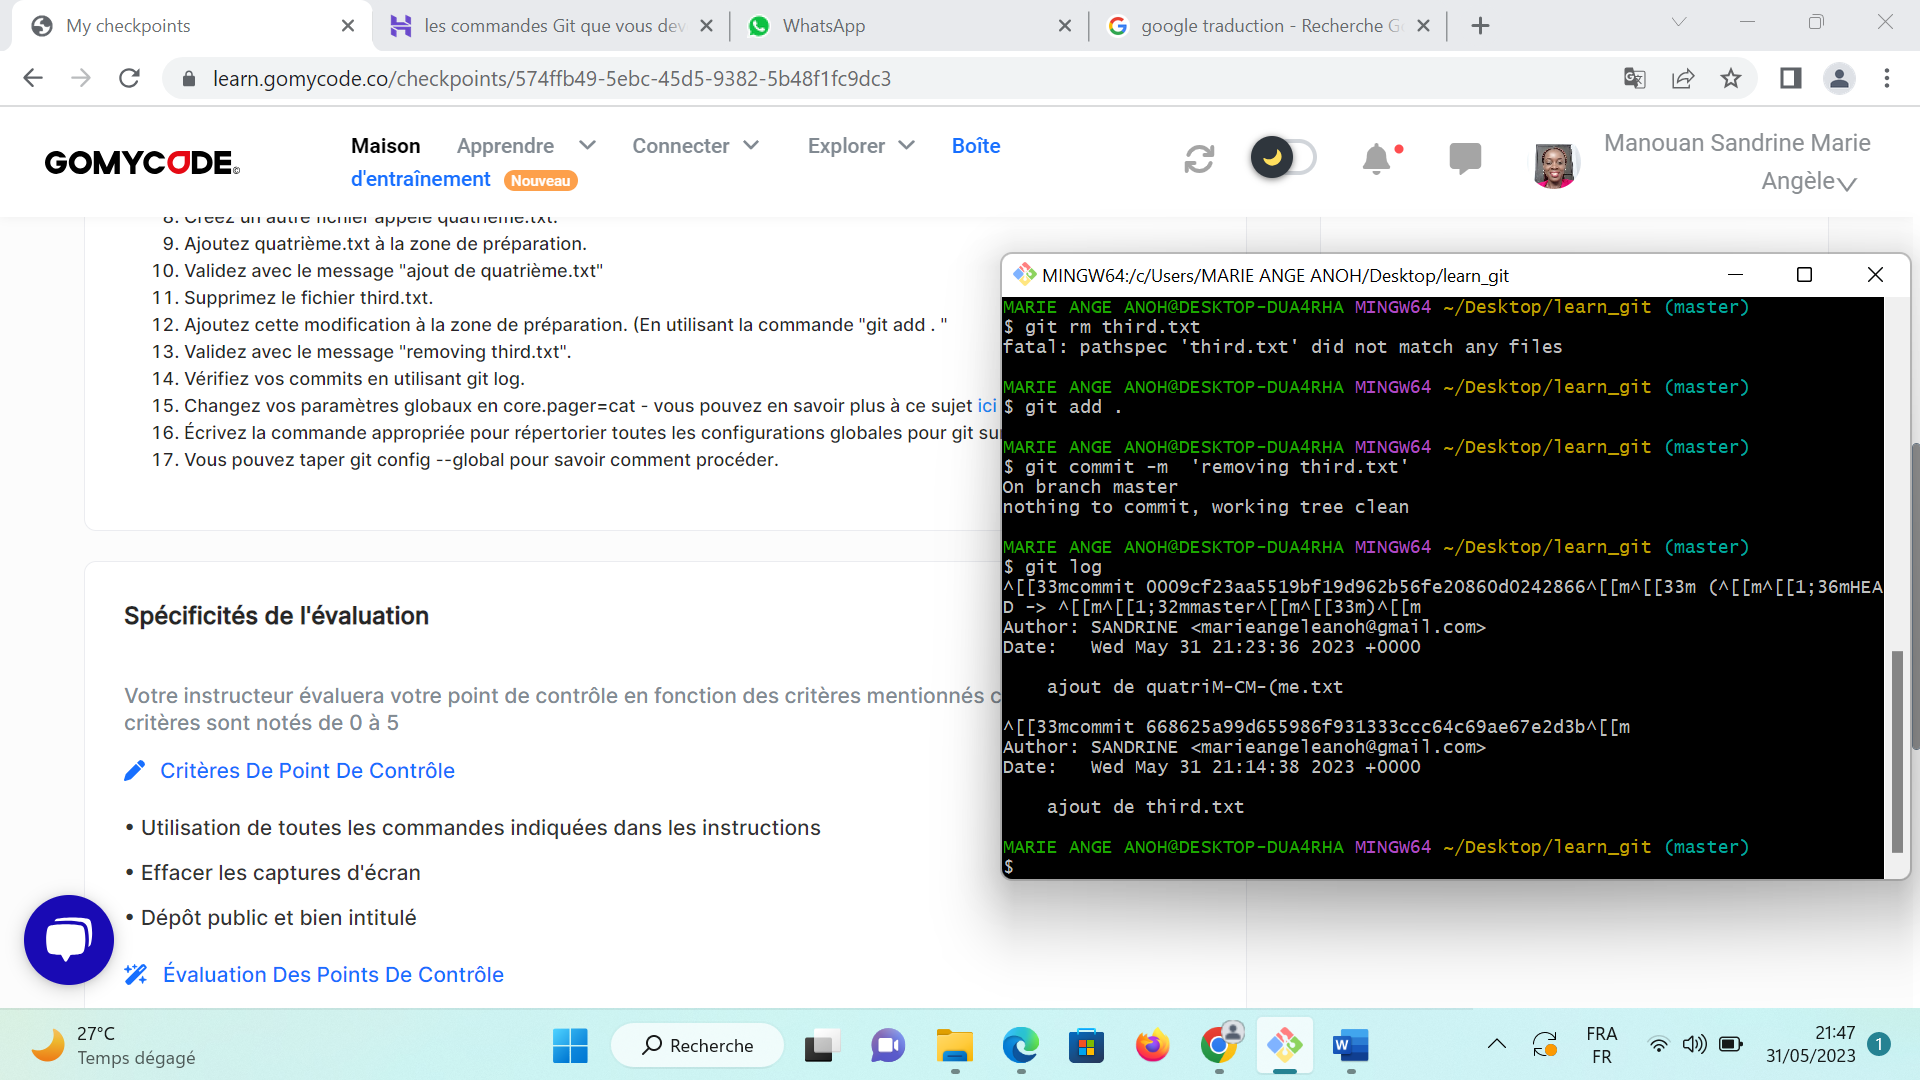 My checkpoints
les commandes Git que vous dev
WhatsApp
google traduction - Recherche Go
learn.gomycode.co/checkpoints/574ffb49-5ebc-45d5-9382-5b48f1fc9dc3
GOMYCODE
Maison Apprendre Connecter Explorer Boîte
d'entraînement Nouveau
Manouan Sandrine Marie
Angèle
8. Créez un autre fichier appelé quatrième.txt.
9. Ajoutez quatrième.txt à la zone de préparation.
10. Validez avec le message "ajout de quatrième.txt"
11. Supprimez le fichier third.txt.
12. Ajoutez cette modification à la zone de préparation. (En utilisant la commande "git add . "
13. Validez avec le message "removing third.txt".
14. Vérifiez vos commits en utilisant git log.
15. Changez vos paramètres globaux en core.pager=cat - vous pouvez en savoir plus à ce sujet ici
16. Écrivez la commande appropriée pour répertorier toutes les configurations globales pour git su
17. Vous pouvez taper git config --global pour savoir comment procéder.
Spécificités de l'évaluation
Votre instructeur évaluera votre point de contrôle en fonction des critères mentionnés c
critères sont notés de 0 à 5
Critères De Point De Contrôle
• Utilisation de toutes les commandes indiquées dans les instructions
• Effacer les captures d'écran
• Dépôt public et bien intitulé
Évaluation Des Points De Contrôle
MINGW64:/c/Users/MARIE ANGE ANOH/Desktop/learn_git
MARIE ANGE ANOH@DESKTOP-DUA4RHA MINGW64 ~/Desktop/learn_git (master)
$ git rm third.txt
fatal: pathspec 'third.txt' did not match any files
MARIE ANGE ANOH@DESKTOP-DUA4RHA MINGW64 ~/Desktop/learn_git (master)
$ git add .
MARIE ANGE ANOH@DESKTOP-DUA4RHA MINGW64 ~/Desktop/learn_git (master)
$ git commit -m  'removing third.txt'
On branch master
nothing to commit, working tree clean
MARIE ANGE ANOH@DESKTOP-DUA4RHA MINGW64 ~/Desktop/learn_git (master)
$ git log
^[[33mcommit 0009cf23aa5519bf19d962b56fe20860d0242866^[[m^[[33m (^[[m^[[1;36mHEA
D -> ^[[m^[[1;32mmaster^[[m^[[33m)^[[m
Author: SANDRINE <marieangeleanoh@gmail.com>
Date:   Wed May 31 21:23:36 2023 +0000
ajout de quatriM-CM-(me.txt
^[[33mcommit 668625a99d655986f931333ccc64c69ae67e2d3b^[[m
Author: SANDRINE <marieangeleanoh@gmail.com>
Date:   Wed May 31 21:14:38 2023 +0000
ajout de third.txt
MARIE ANGE ANOH@DESKTOP-DUA4RHA MINGW64 ~/Desktop/learn_git (master)
$
27°C
Temps dégagé
Recherche
FRA
FR
21:47
31/05/2023
1